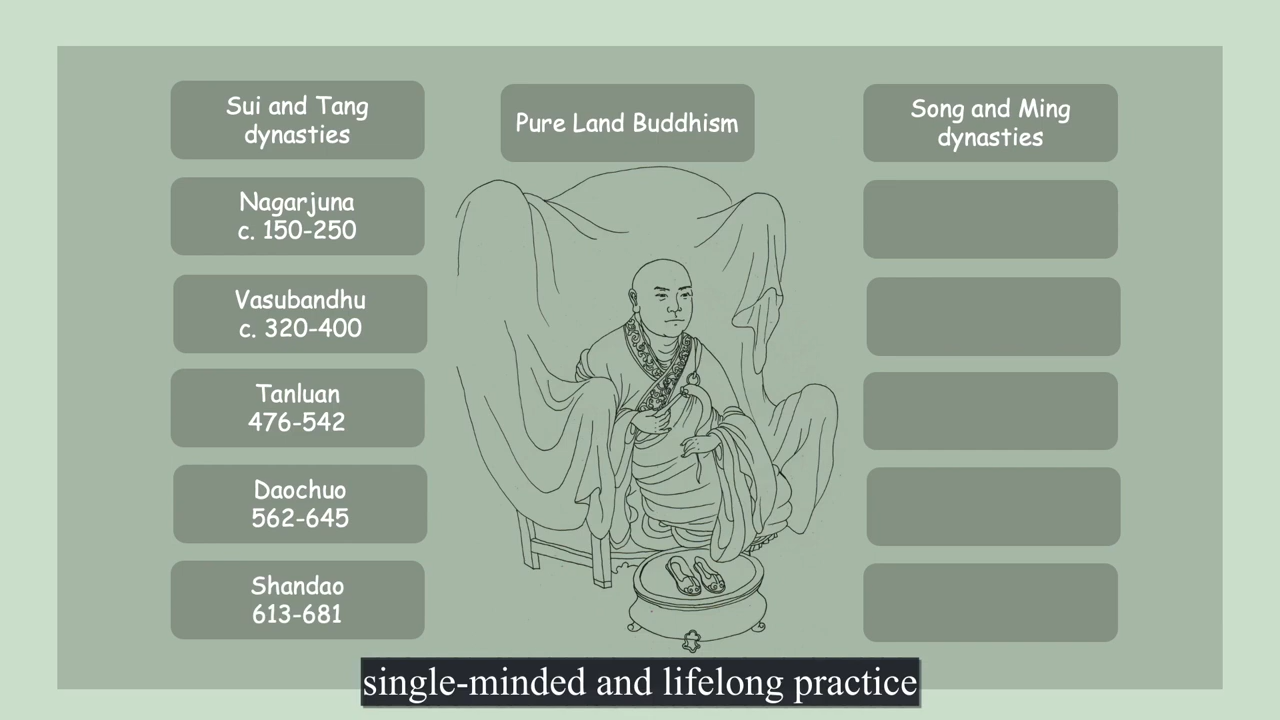 Sui and Tang
dynasties
Nagarjuna
c. 150-250
Vasubandhu
c. 320-400
Tanluan
476-542
Daochuo
562-645
Shandao
613-681
Pure Land Buddhism
Song and Ming
dynasties
single-minded and lifelong practice